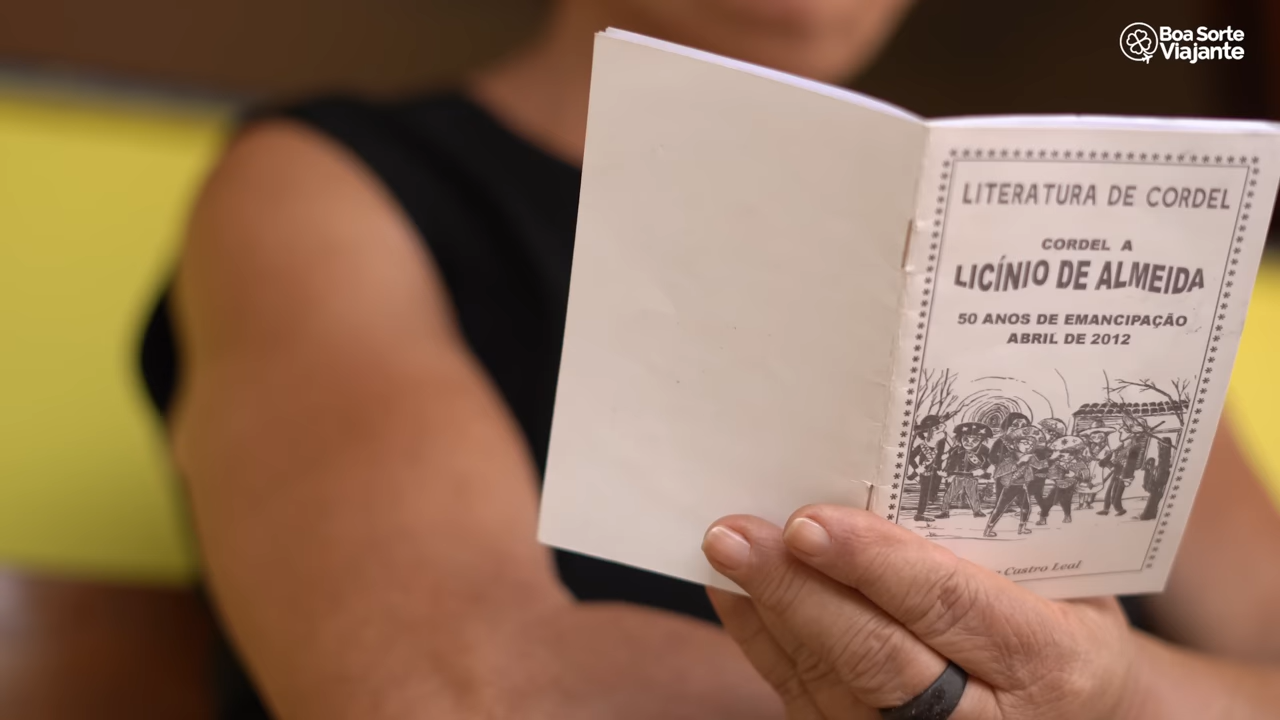 Boa Sorte
Viajante
LITERATURA DE CORDEL
CORDEL A
LICÍNIO DE ALMEIDA
50 ANOS DE EMANCIPAÇÃO
ABRIL DE 2012
Castro Leal